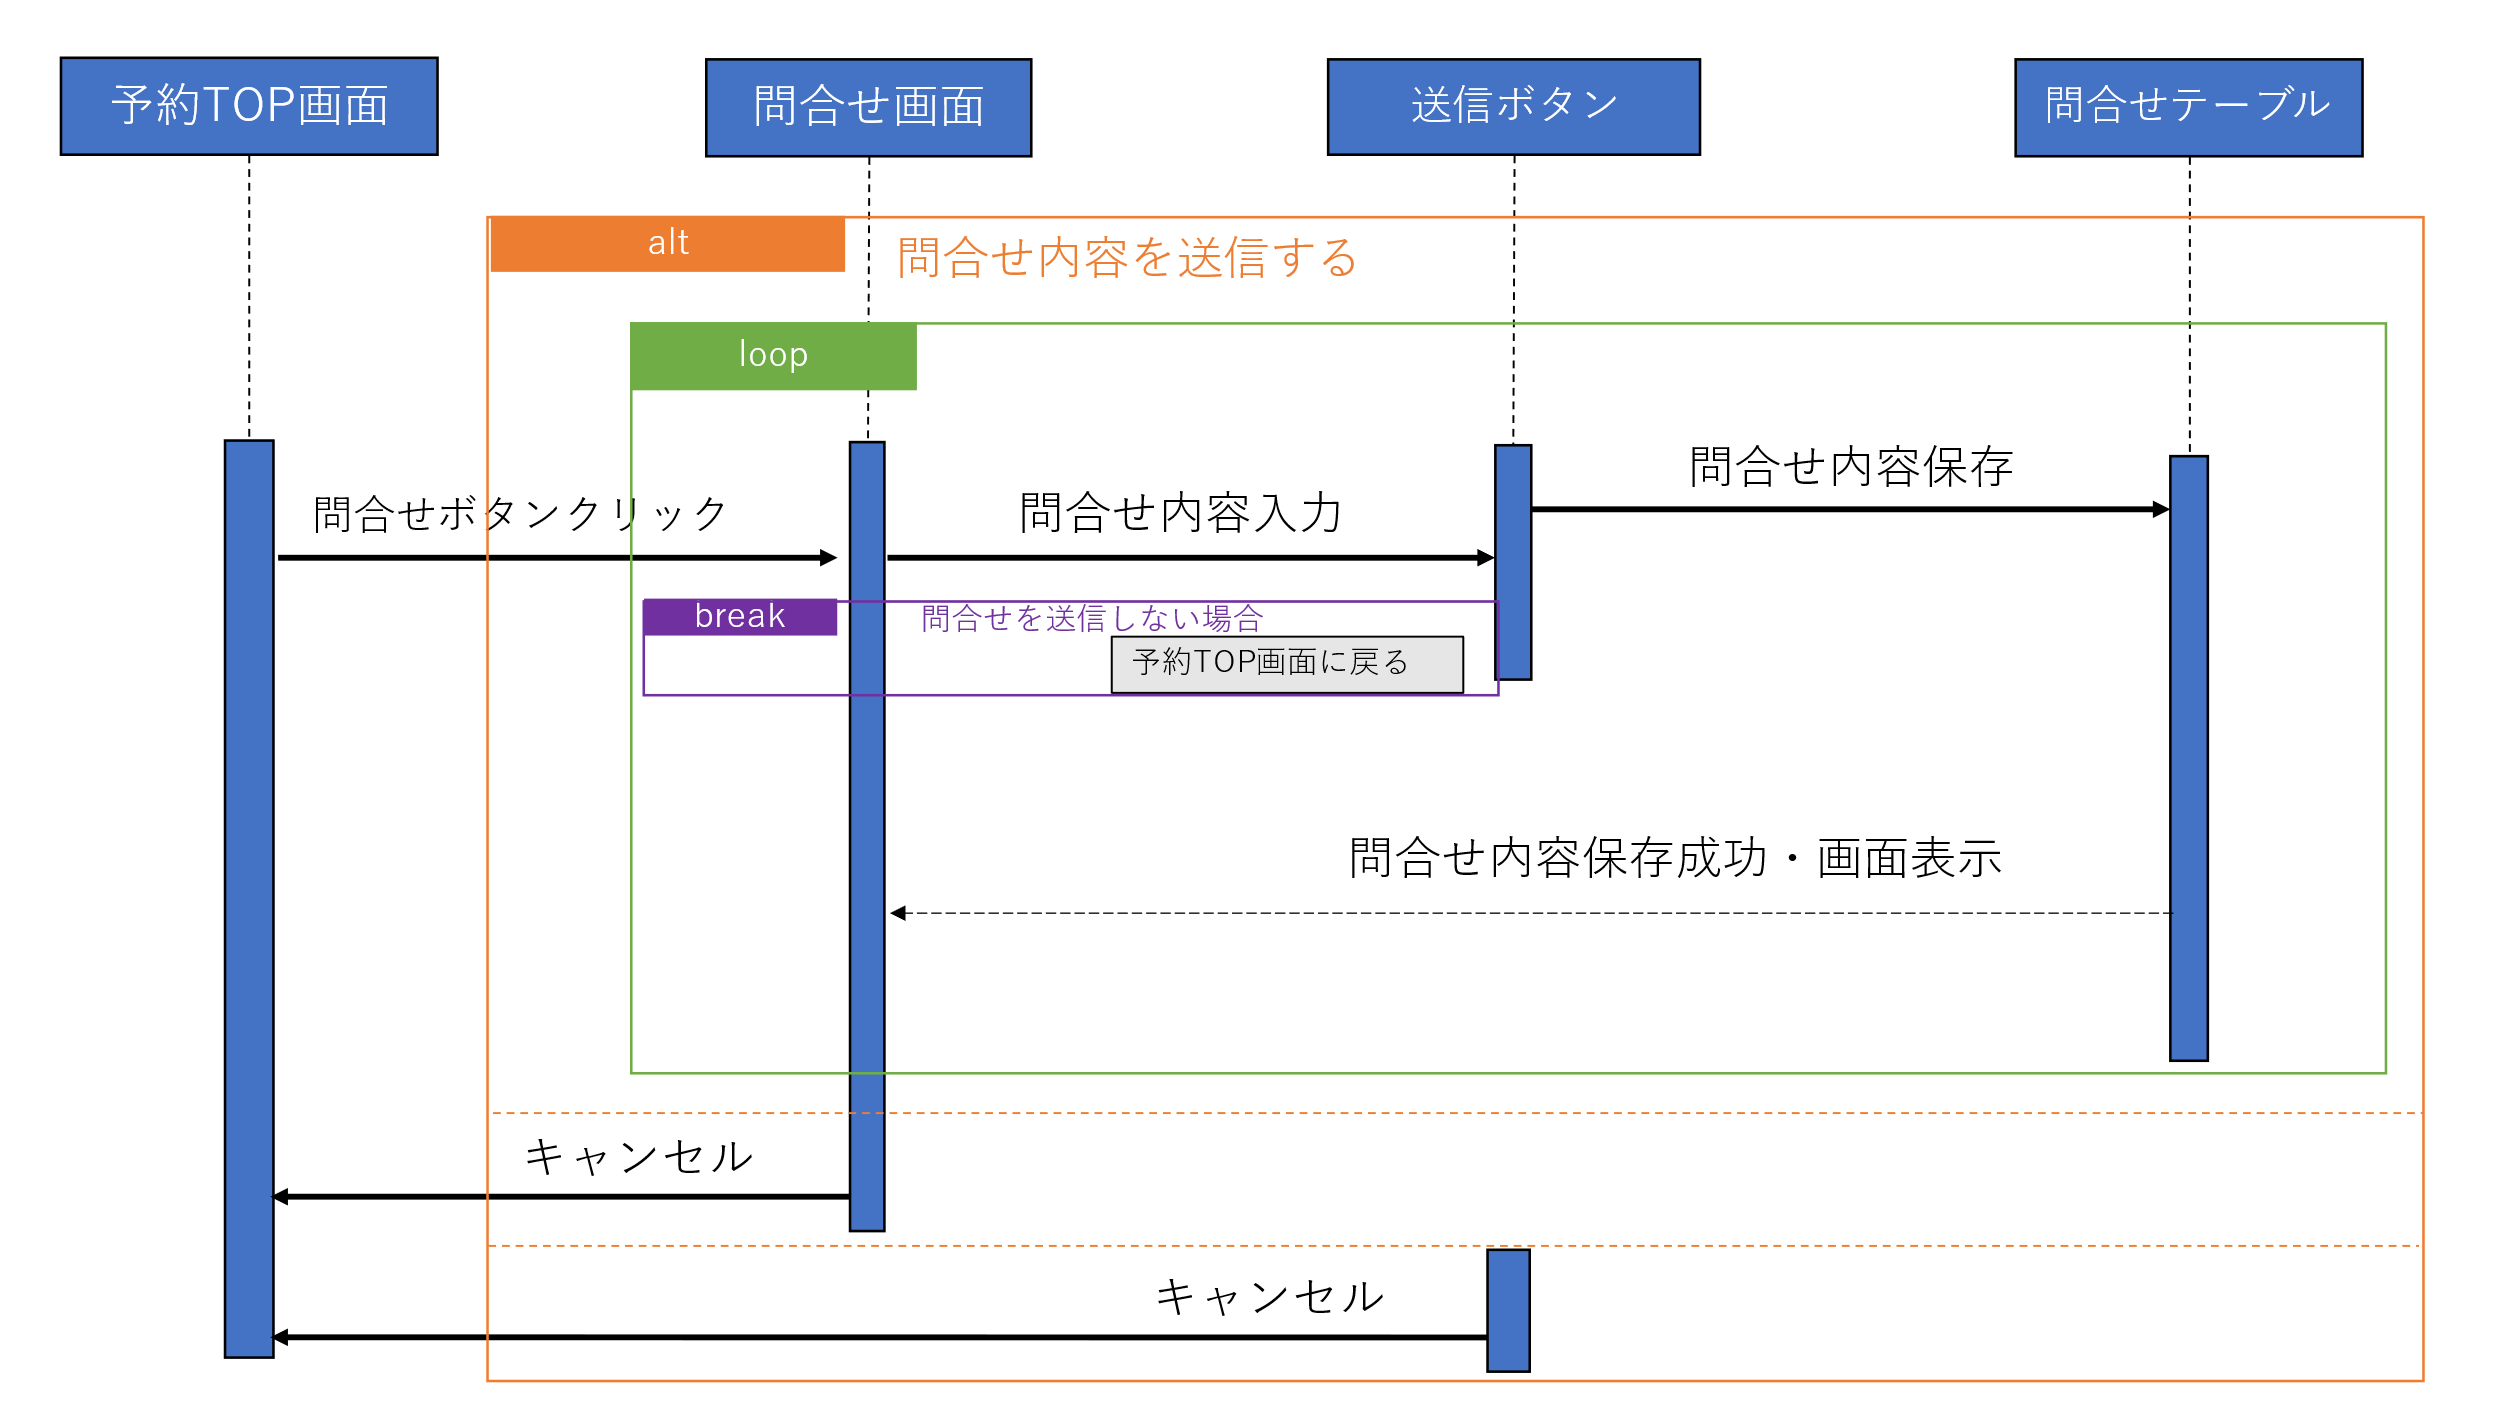 予約TOP画面
問合せ画面
送信ボタン
問合せテーブル
alt
問合せ内容を送信する
loop
問合せ内容保存
問合せボタンクリック
問合せ内容入力
break
問合せを送信しない場合
予約TOP画面に戻る
問合せ内容保存成功・画面表示
キャンセル
キャンセル